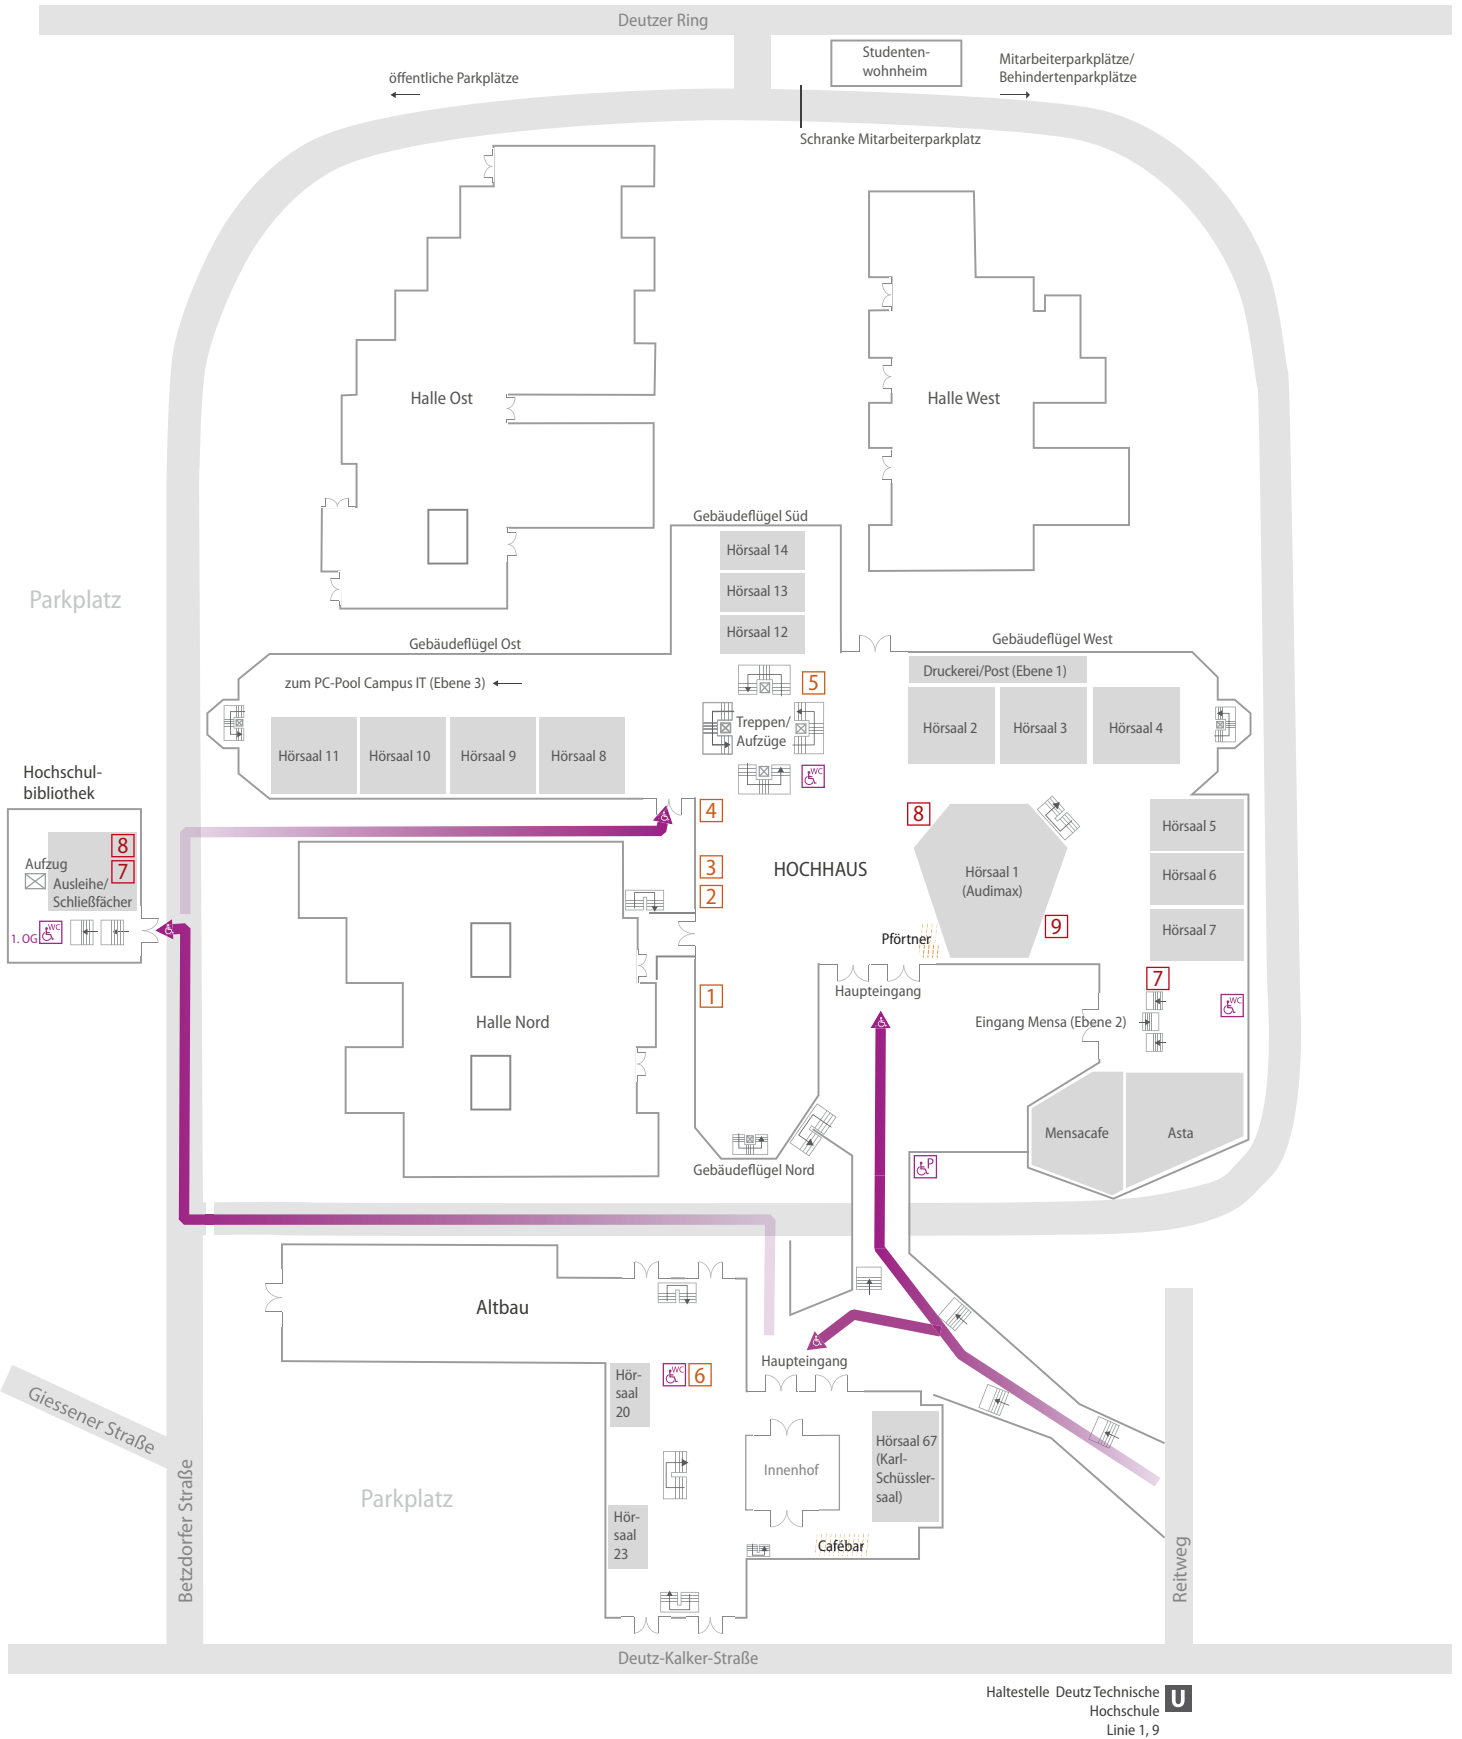 Deutzer Ring
Studenten-
wohnheim
öffentliche Parkplätze
Mitarbeiterparkplätze/
Behindertenparkplätze
Schranke Mitarbeiterparkplatz
Halle Ost
Halle West
Gebäudeflügel Süd
Hörsaal 14
Hörsaal 13
Hörsaal 12
Parkplatz
Gebäudeflügel Ost
Gebäudeflügel West
zum PC-Pool Campus IT (Ebene 3)
5
Druckerei/Post (Ebene 1)
Treppen/
Aufzüge
WC
Hörsaal 11
Hörsaal 10
Hörsaal 9
Hörsaal 8
Hörsaal 2
Hörsaal 3
Hörsaal 4
Hochschul-
bibliothek
8
7
Aufzug
Ausleihe/
Schließfächer
1. OG
WC
4
3
2
1
HOCHHAUS
8
Hörsaal 1
(Audimax)
9
Pförtner
Haupteingang
Hörsaal 5
Hörsaal 6
Hörsaal 7
7
WC
Eingang Mensa (Ebene 2)
Halle Nord
Mensacafe
Asta
Gebäudeflügel Nord
P
Altbau
Haupteingang
Hör-
saal
20
WC
6
Innenhof
Hörsaal 67
(Karl-
Schüssler-
saal)
Hör-
saal
23
Cafébar
Giessener Straße
Parkplatz
Betzdorfer Straße
Reitweg
Deutz-Kalker-Straße
Haltestelle Deutz Technische
Hochschule
Linie 1, 9
U